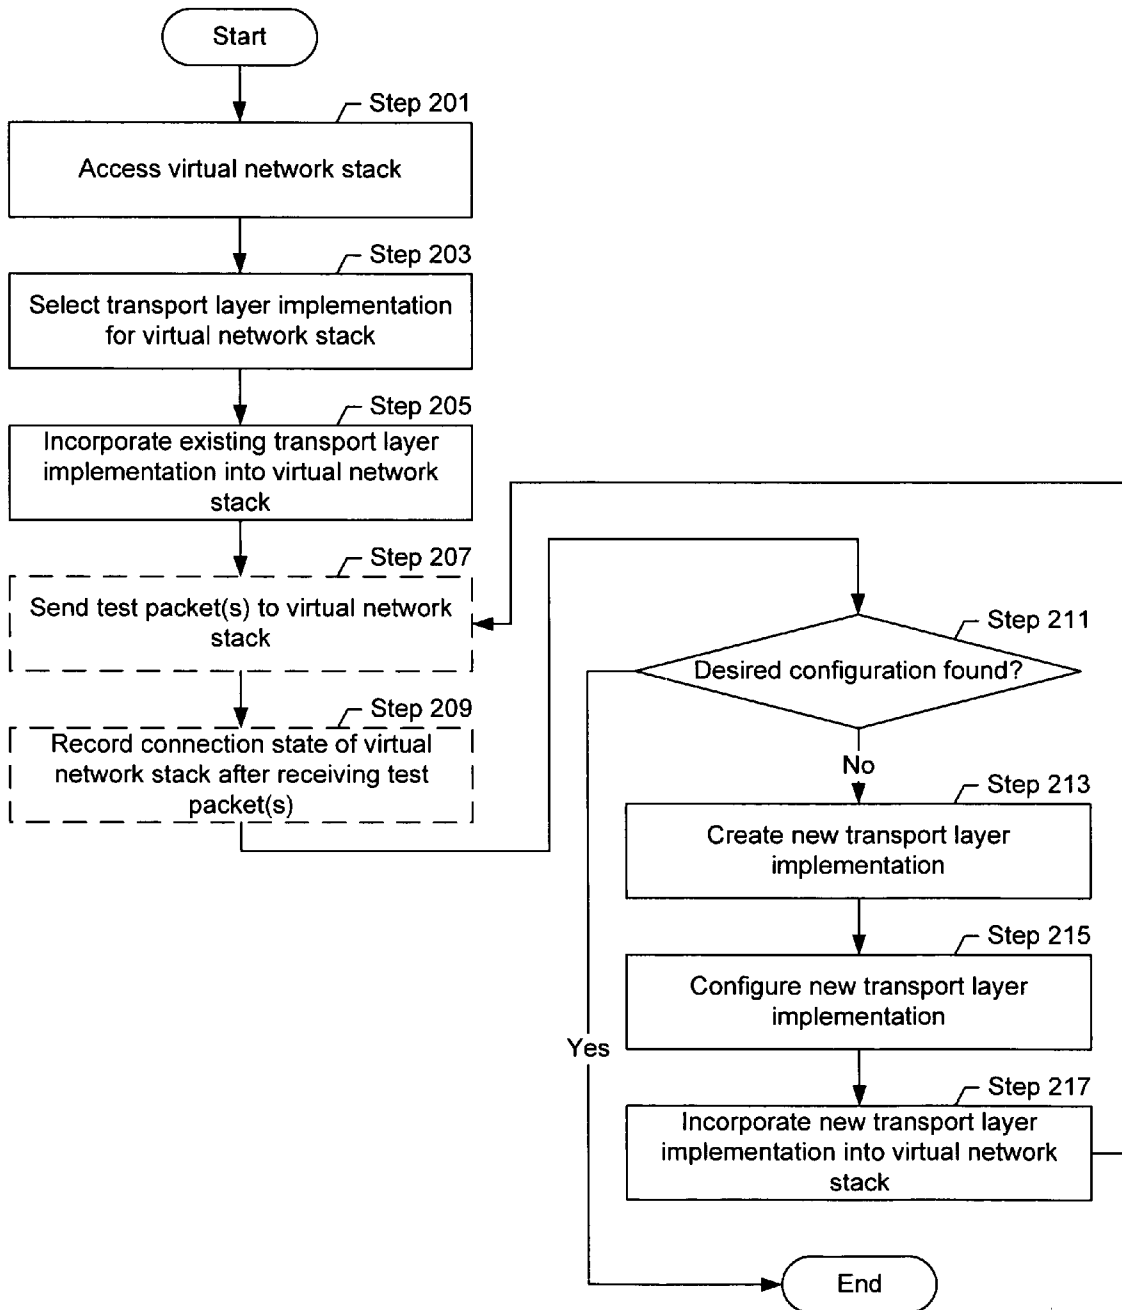 Start
Step 201
Access virtual network stack
Step 203
Select transport layer implementation
for virtual network stack
Step 205
Incorporate existing transport layer
implementation into virtual network
stack
Step 207
Send test packet(s) to virtual network
stack
Step 209
Record connection state of virtual
network stack after receiving test
packet(s)
Step 211
Desired configuration found?
No
Step 213
Create new transport layer
implementation
Step 215
Configure new transport layer
implementation
Yes
Step 217
Incorporate new transport layer
implementation into virtual network
stack
End